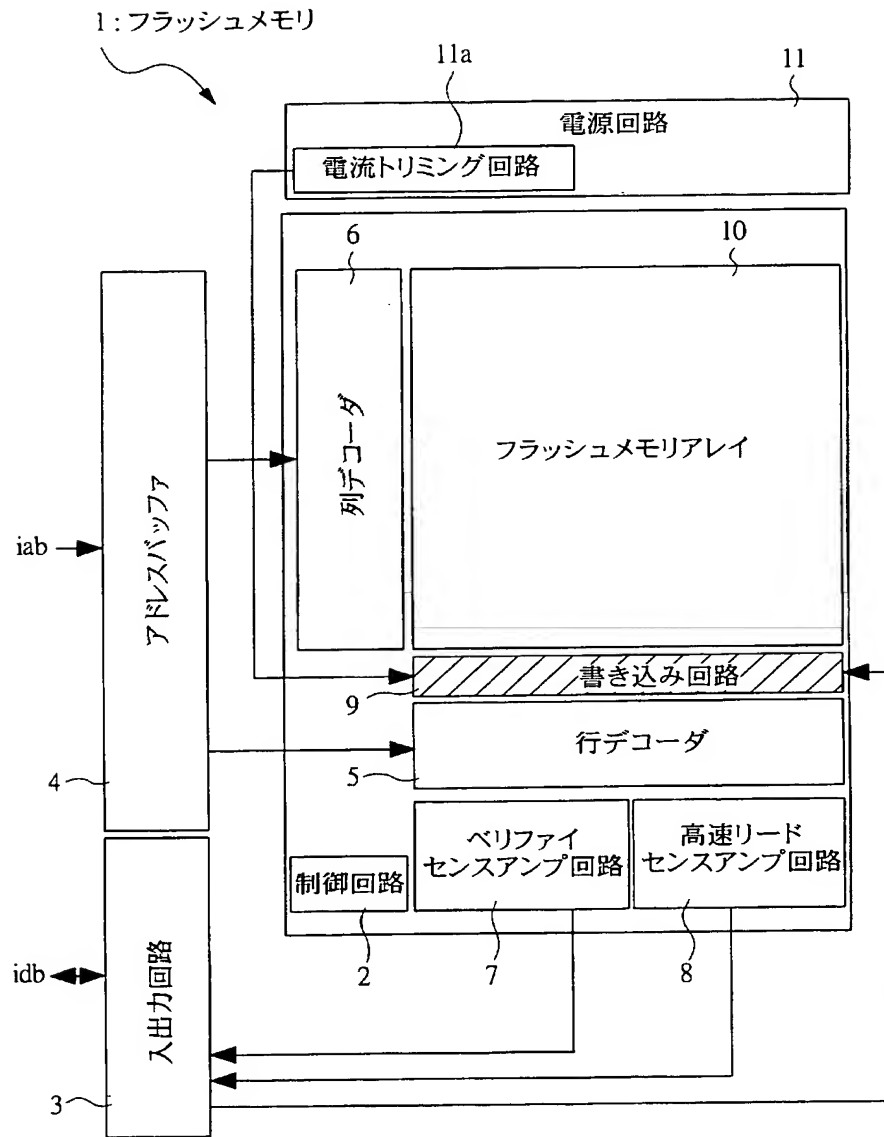 1：フラッシュメモリ
11a
11
電源回路
電流トリミング回路
6
10
列デコーダ
フラッシュメモリアレイ
アドレスバッファ
iab
書き込み回路
9
行デコーダ
5
4
ベリファイ
センスアンプ回路
高速リード
センスアンプ回路
制御回路
2
7
8
idb
入出力回路
3